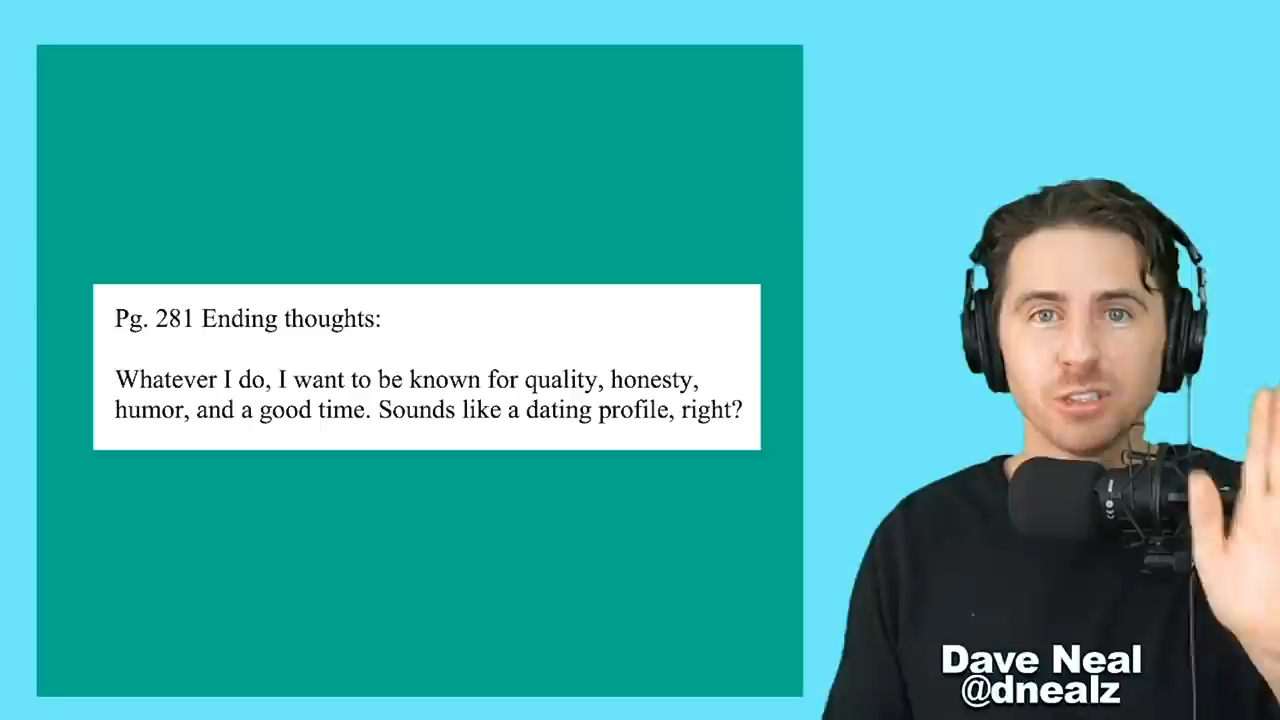 Pg. 281 Ending thoughts:
Whatever I do, I want to be known for quality, honesty,
humor, and a good time. Sounds like a dating profile, right?
Dave Neal
@dnealz